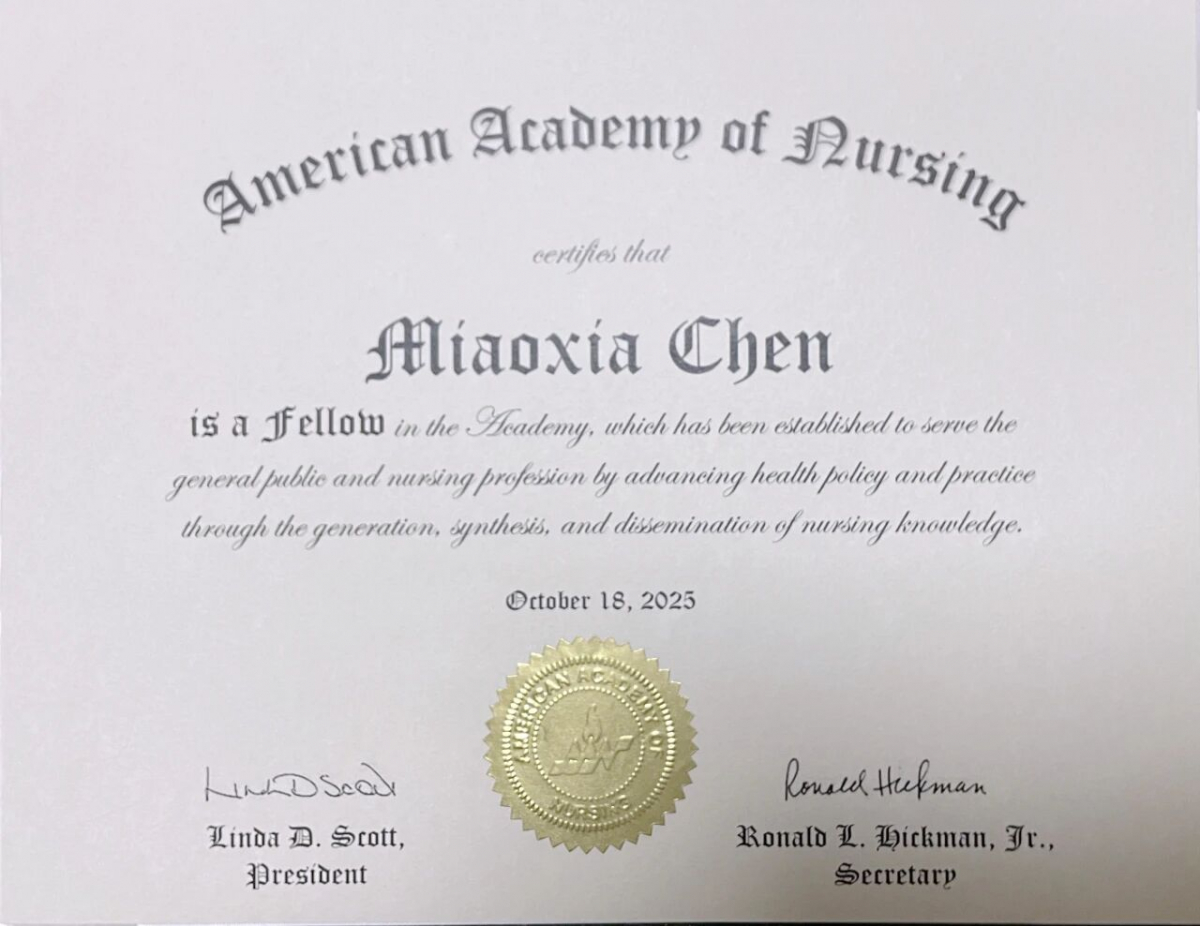 American Academy of Nursing
certifies that
Miaoxia Chen
is a Fellow in the Academy, which has been established to serve the
general public and nursing profession by advancing health policy and practice
through the generation, synthesis, and dissemination of nursing knowledge.
October 18, 2025
AMERICAN ACADEMY OF
NURSING
Linda D Scott
Linda D. Scott,
President
Ronald Hickman
Ronald L. Hickman, Jr.,
Secretary